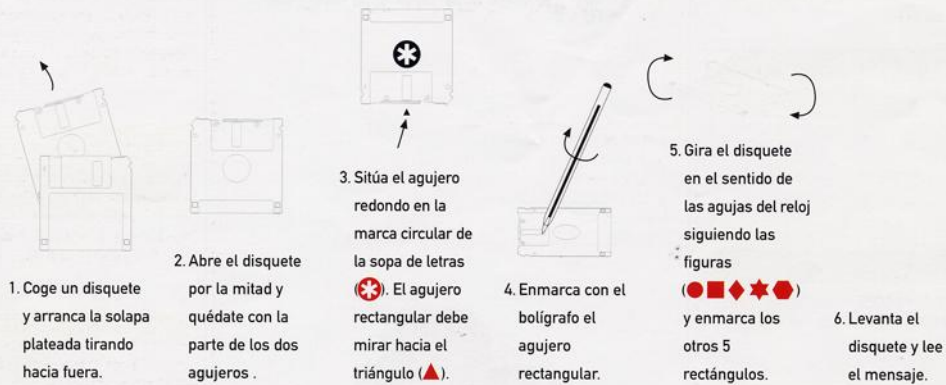 1. Coge un disquete
y arranca la solapa
plateada tirando
hacia fuera.
2. Abre el disquete
por la mitad y
quédate con la
parte de los dos
agujeros .
3. Sitúa el agujero
redondo en la
marca circular de
la sopa de letras
(✱). El agujero
rectangular debe
mirar hacia el
triángulo (▲).
4. Enmarca con el
bolígrafo el
agujero
rectangular.
5. Gira el disquete
en el sentido de
las agujas del reloj
siguiendo las
figuras
(●■◆✶⬢)
y enmarca los
otros 5
rectángulos.
6. Levanta el
disquete y lee
el mensaje.